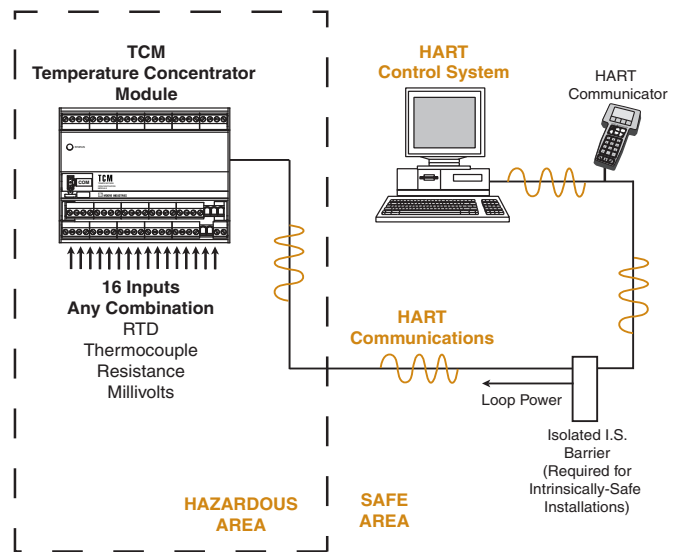 TCM
Temperature Concentrator
Module
COM
TCM
16 Inputs
Any Combination
RTD
Thermocouple
Resistance
Millivolts
HAZARDOUS
AREA
HART
Control System
HART
Communicator
HART
Communications
Loop Power
Isolated I.S.
Barrier
(Required for
Intrinsically-Safe
Installations)
SAFE
AREA